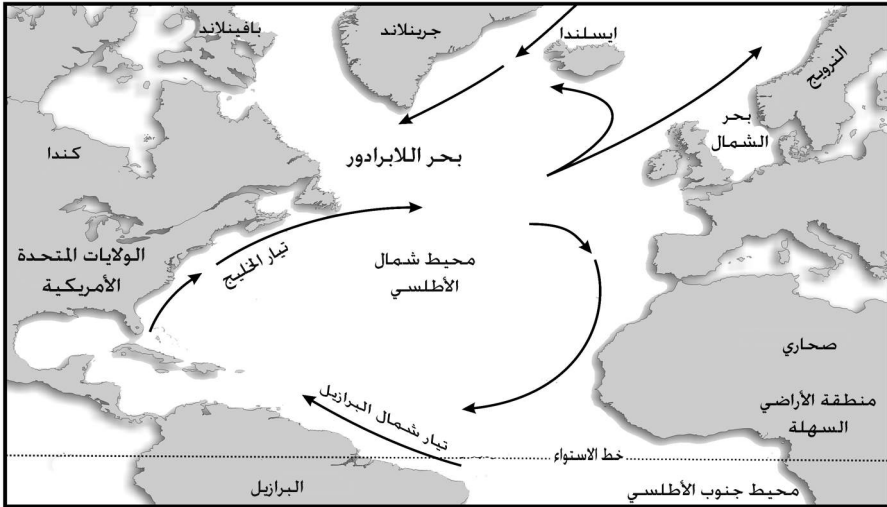 بافينلاند
جرينلاند
ايسلندا
النرويج
بحر
الشمال
كندا
بحر اللابرادور
الولايات المتحدة
الأمريكية
تيار الخليج
محيط شمال
الأطلسي
صحاري
منطقة الأراضي
السهلة
تيار شمال البرازيل
خط الاستواء
البرازيل
محيط جنوب الأطلسي